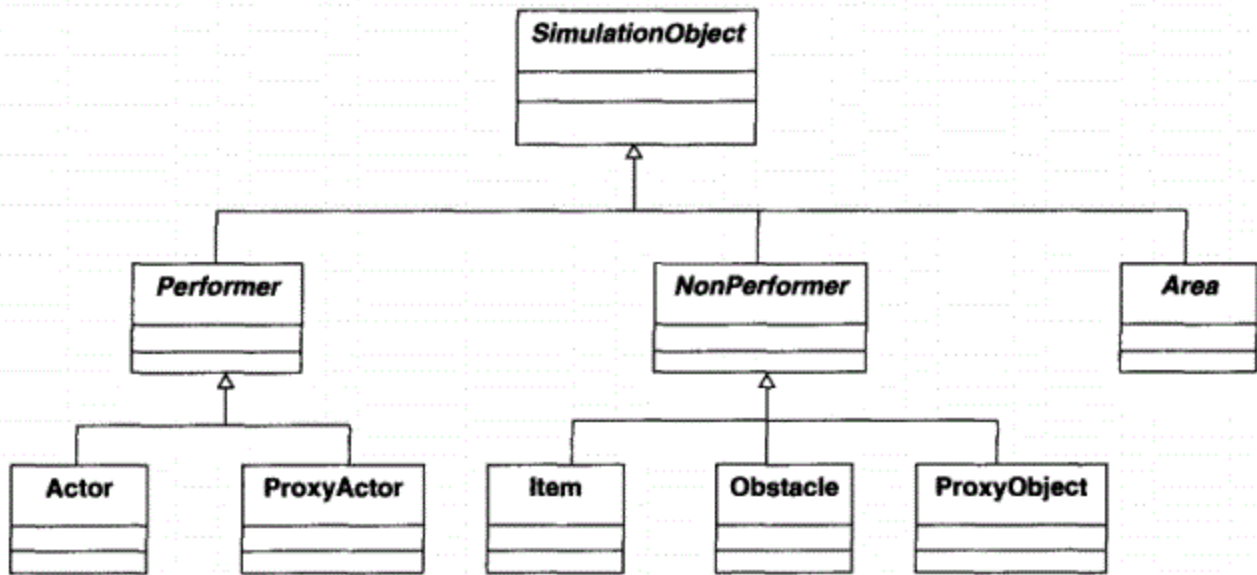 SimulationObject
Performer
NonPerformer
Area
Actor
ProxyActor
Item
Obstacle
ProxyObject